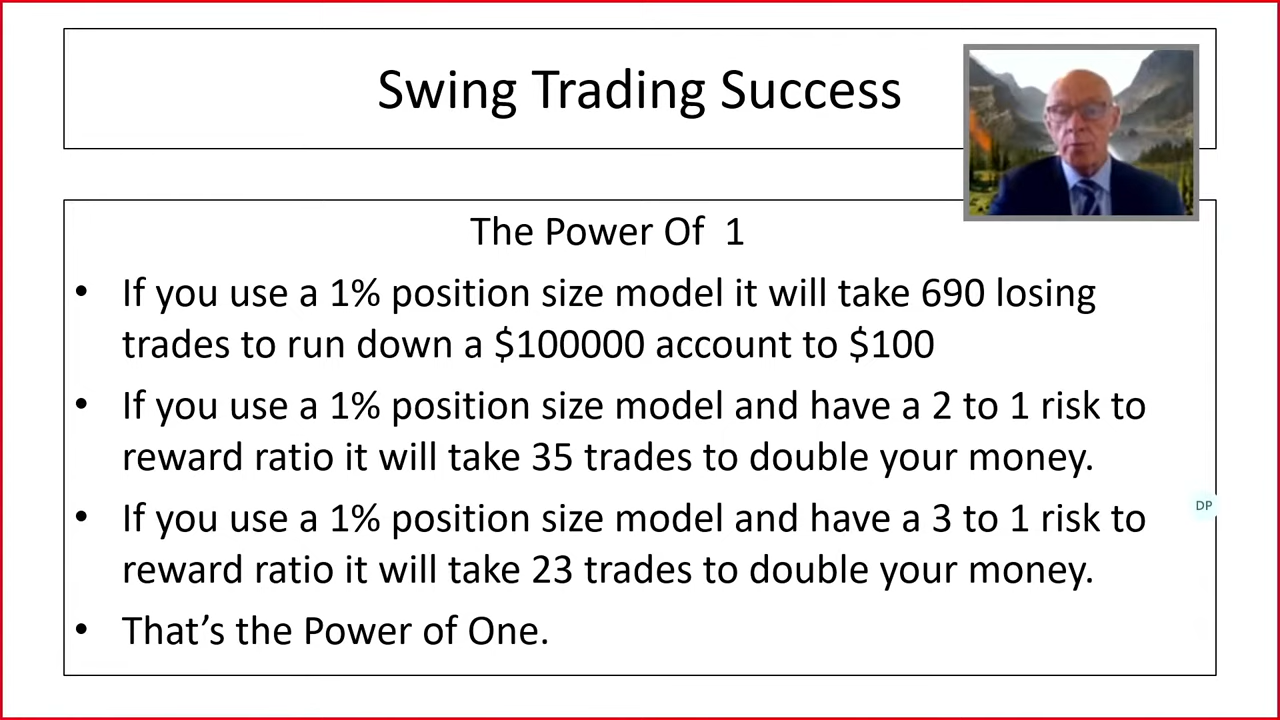 Swing Trading Success
The Power Of  1
• If you use a 1% position size model it will take 690 losing
trades to run down a $100000 account to $100
• If you use a 1% position size model and have a 2 to 1 risk to
reward ratio it will take 35 trades to double your money.
• If you use a 1% position size model and have a 3 to 1 risk to
DP
reward ratio it will take 23 trades to double your money.
• That’s the Power of One.